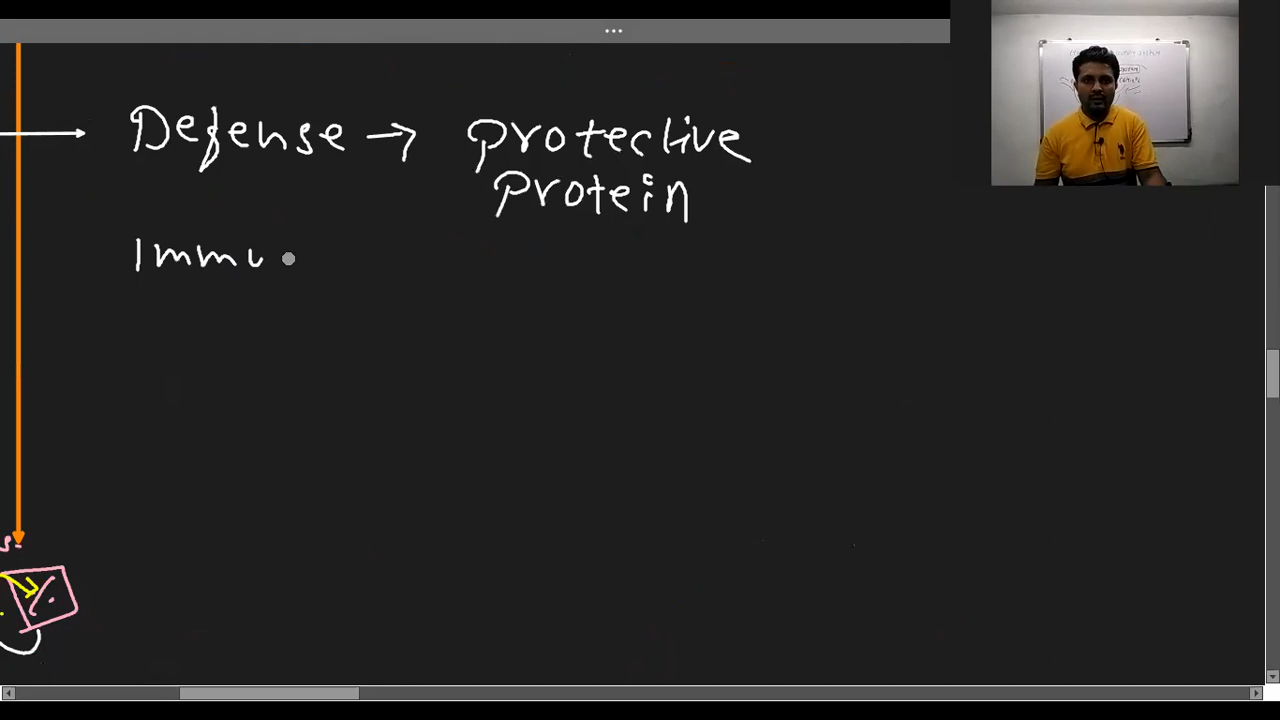 Defense → Protective
Protein
Immu